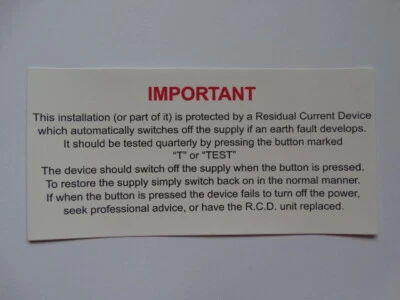 IMPORTANT
This installation (or part of it) is protected by a Residual Current Device
which automatically switches off the supply if an earth fault develops.
It should be tested quarterly by pressing the button marked
"T" or "TEST"
The device should switch off the supply when the button is pressed.
To restore the supply simply switch back on in the normal manner.
If when the button is pressed the device fails to turn off the power,
seek professional advice, or have the R.C.D. unit replaced.